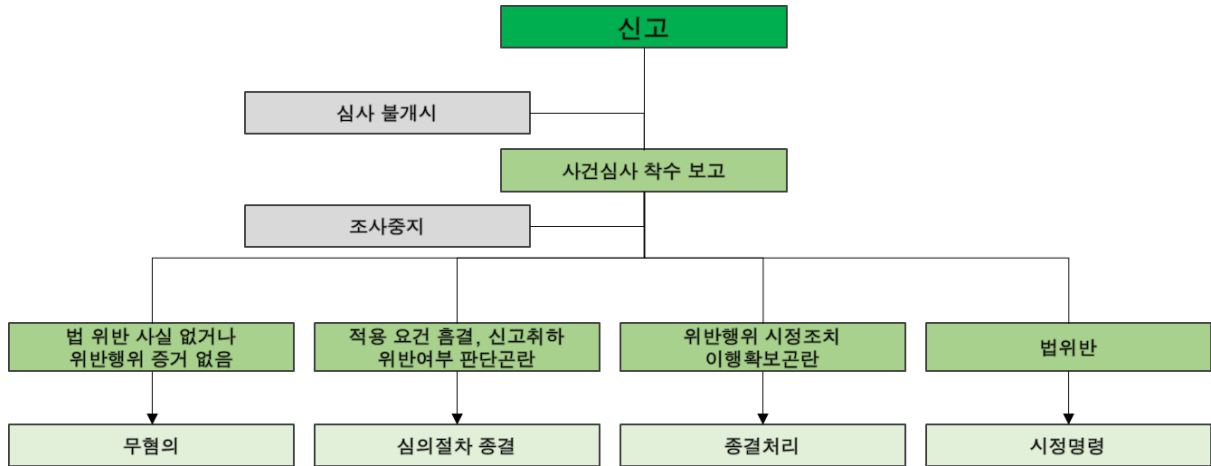 신고
심사 불개시
사건심사 착수 보고
조사중지
법 위반 사실 없거나
위반행위 증거 없음
적용 요건 흠결, 신고취하
위반여부 판단곤란
위반행위 시정조치
이행확보곤란
법위반
무혐의
심의절차 종결
종결처리
시정명령